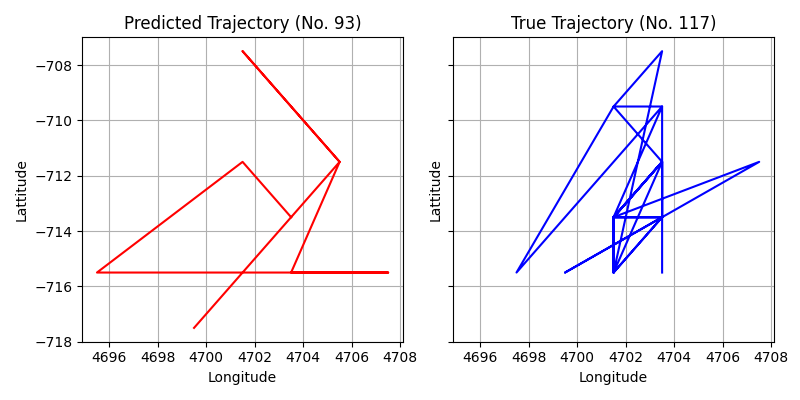 Predicted Trajectory (No. 93)
Lattitude
−708
−710
−712
−714
−716
−718
4696 4698 4700 4702 4704 4706 4708
Longitude
True Trajectory (No. 117)
Lattitude
4696 4698 4700 4702 4704 4706 4708
Longitude